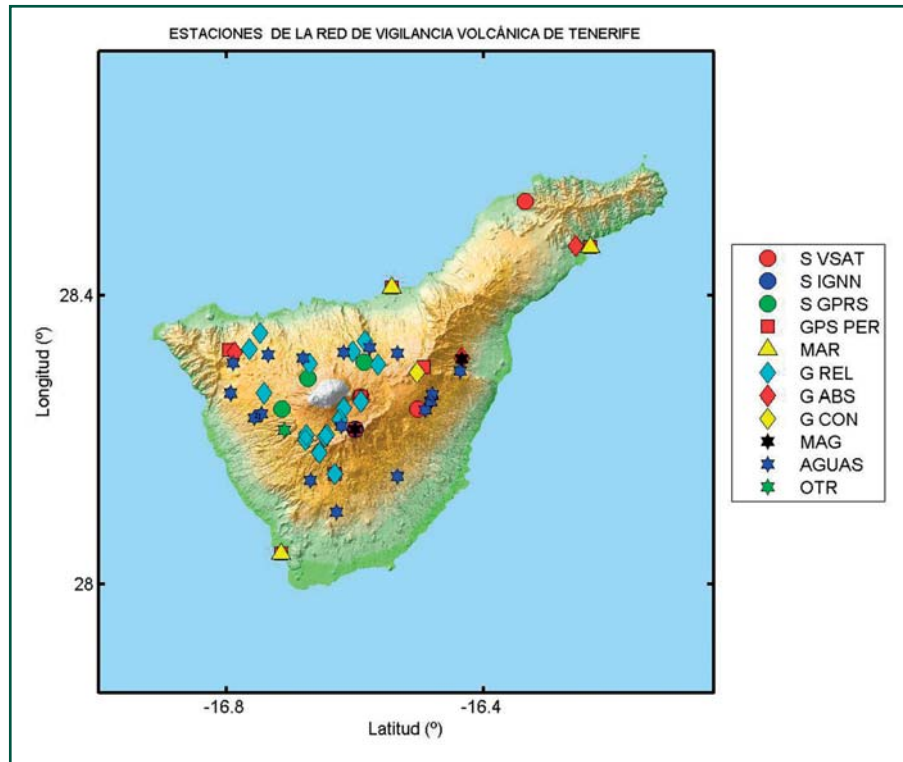 ESTACIONES DE LA RED DE VIGILANCIA VOLCÁNICA DE TENERIFE
28.4
28
Longitud (º)
-16.8
-16.4
Latitud (º)
S VSAT
S IGNN
S GPRS
GPS PER
MAR
G REL
G ABS
G CON
MAG
AGUAS
OTR